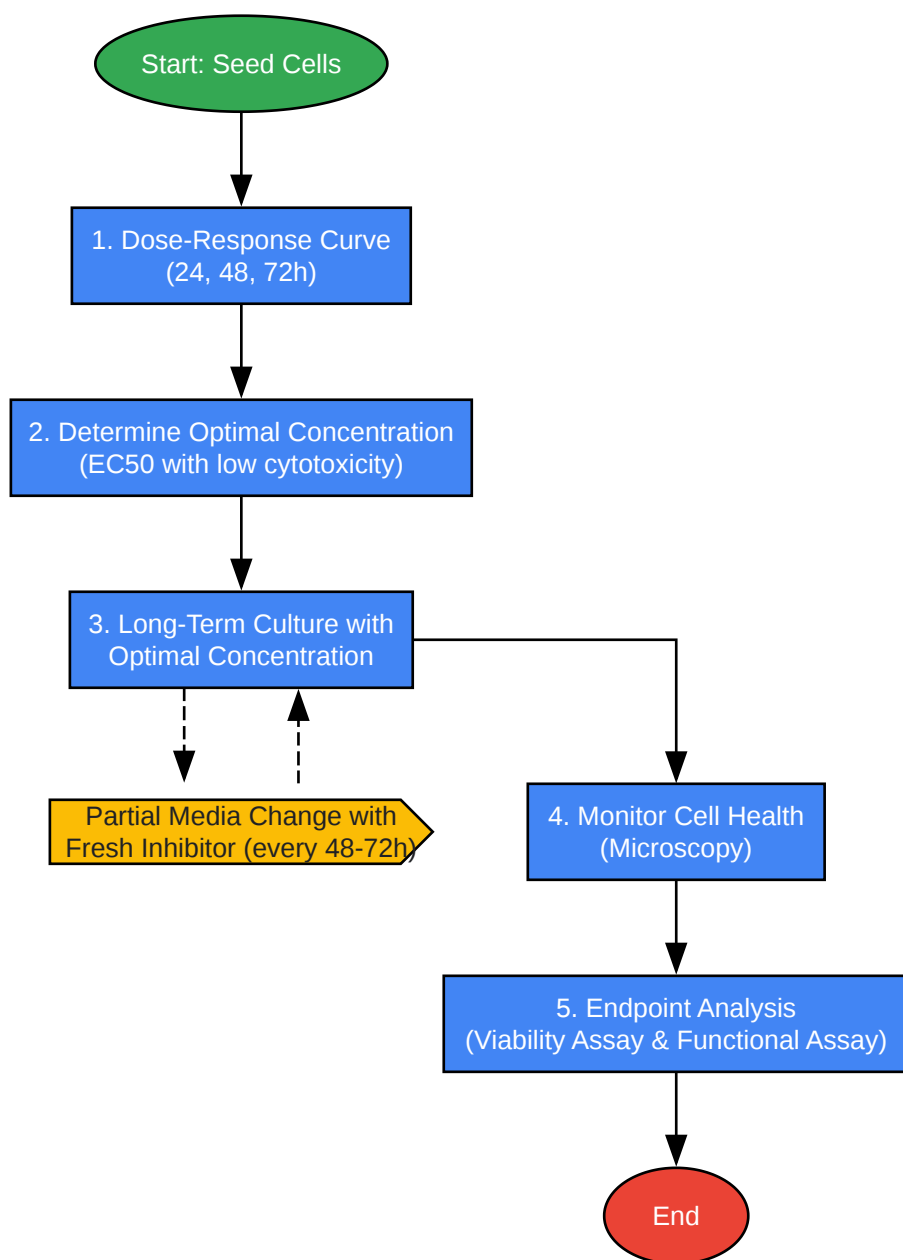 Start: Seed Cells
1. Dose-Response Curve
(24, 48, 72h)
2. Determine Optimal Concentration
(EC50 with low cytotoxicity)
3. Long-Term Culture with
Optimal Concentration
Partial Media Change with
Fresh Inhibitor (every 48-72h)
4. Monitor Cell Health
(Microscopy)
5. Endpoint Analysis
(Viability Assay & Functional Assay)
End